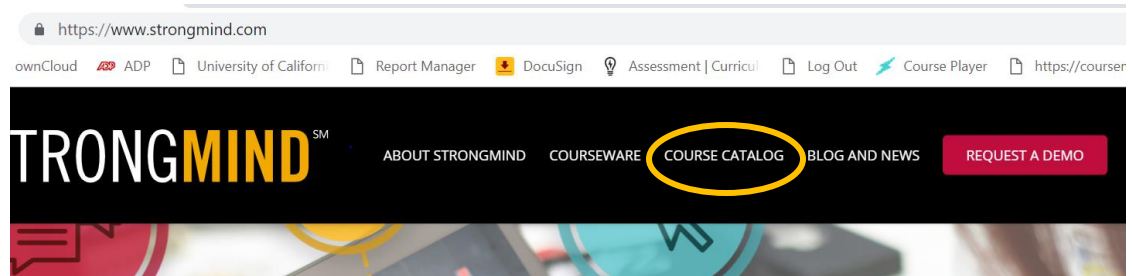 https://www.strongmind.com
ownCloud ADP University of Californi Report Manager DocuSign Assessment | Curricul Log Out Course Player https://courser
TRONGMIND SM ABOUT STRONGMIND COURSEWARE COURSE CATALOG BLOG AND NEWS REQUEST A DEMO